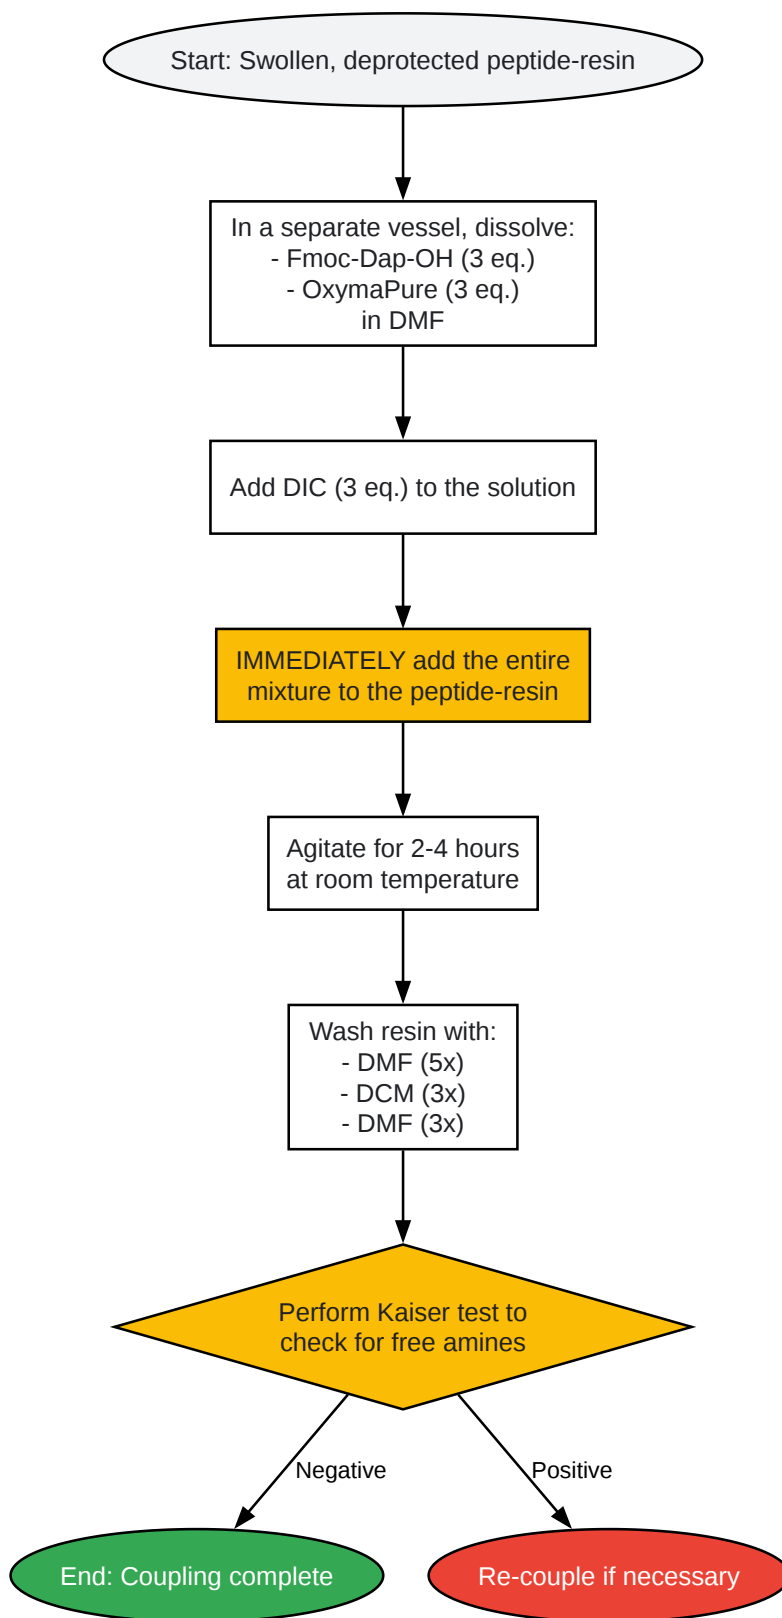 Start: Swollen, deprotected peptide-resin
In a separate vessel, dissolve:
- Fmoc-Dap-OH (3 eq.)
- OxymaPure (3 eq.)
in DMF
Add DIC (3 eq.) to the solution
IMMEDIATELY add the entire
mixture to the peptide-resin
Agitate for 2-4 hours
at room temperature
Wash resin with:
- DMF (5x)
- DCM (3x)
- DMF (3x)
Perform Kaiser test to
check for free amines
Negative
Positive
End: Coupling complete
Re-couple if necessary